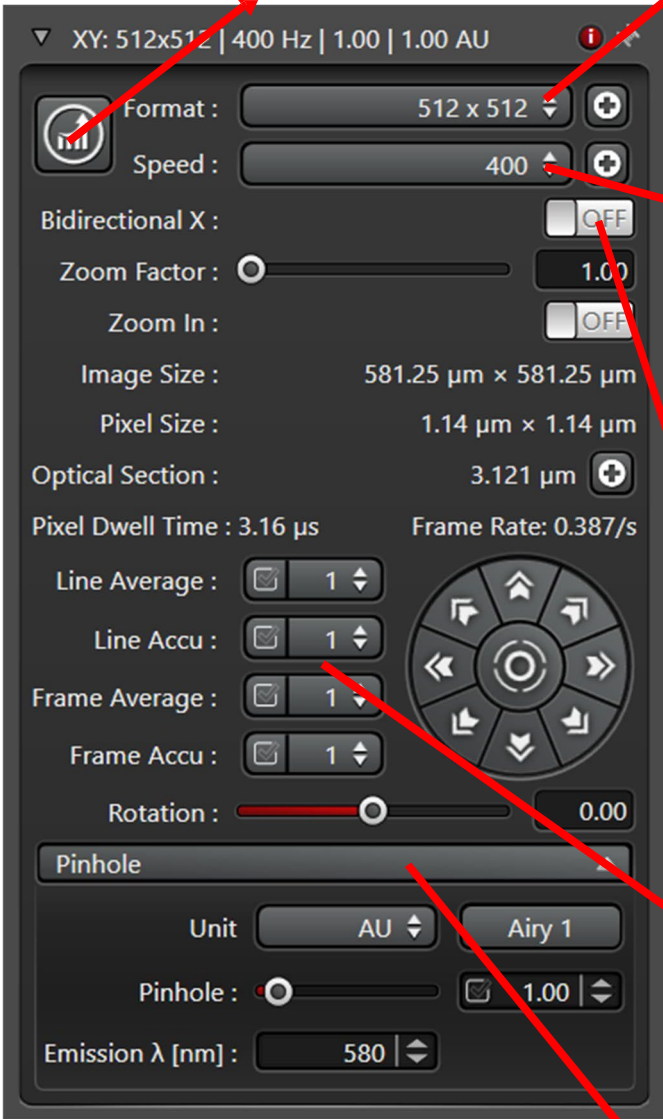 XY: 512x512 | 400 Hz | 1.00 | 1.00 AU
Format : 512 x 512
Speed : 400
Bidirectional X : OFF
Zoom Factor : 1.00
Zoom In : OFF
Image Size : 581.25 µm × 581.25 µm
Pixel Size : 1.14 µm × 1.14 µm
Optical Section : 3.121 µm
Pixel Dwell Time : 3.16 µs Frame Rate: 0.387/s
Line Average : 1
Line Accu : 1
Frame Average : 1
Frame Accu : 1
Rotation : 0.00
Pinhole
Unit AU Airy 1
Pinhole : 1.00
Emission λ [nm] : 580